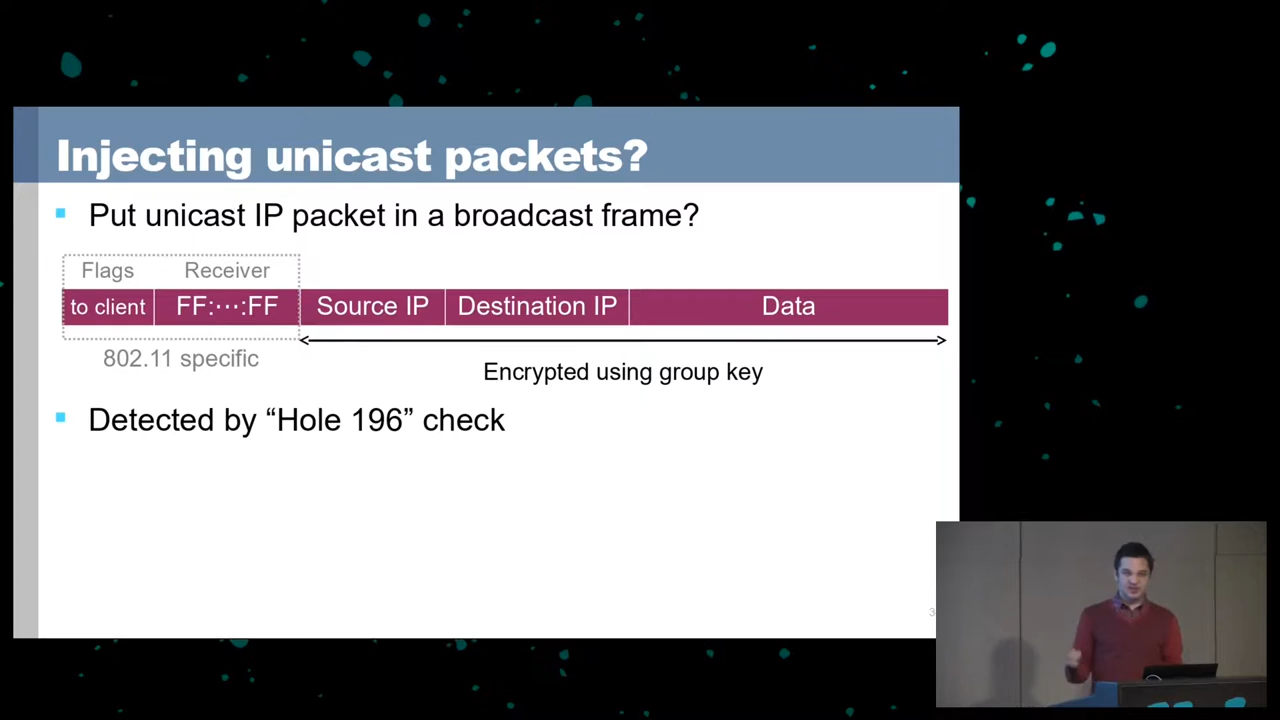 Injecting unicast packets?
Put unicast IP packet in a broadcast frame?
Flags Receiver
to client FF:⋯:FF Source IP Destination IP Data
802.11 specific
Encrypted using group key
Detected by “Hole 196” check